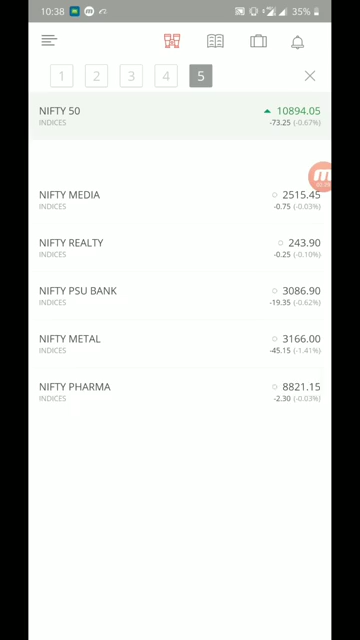 10:38 35%
1 2 3 4 5
NIFTY 50 10894.05
INDICES -73.25 (-0.67%)
NIFTY MEDIA 2515.45
INDICES -0.75 (-0.03%)
NIFTY REALTY 243.90
INDICES -0.25 (-0.10%)
NIFTY PSU BANK 3086.90
INDICES -19.35 (-0.62%)
NIFTY METAL 3166.00
INDICES -45.15 (-1.41%)
NIFTY PHARMA 8821.15
INDICES -2.30 (-0.03%)